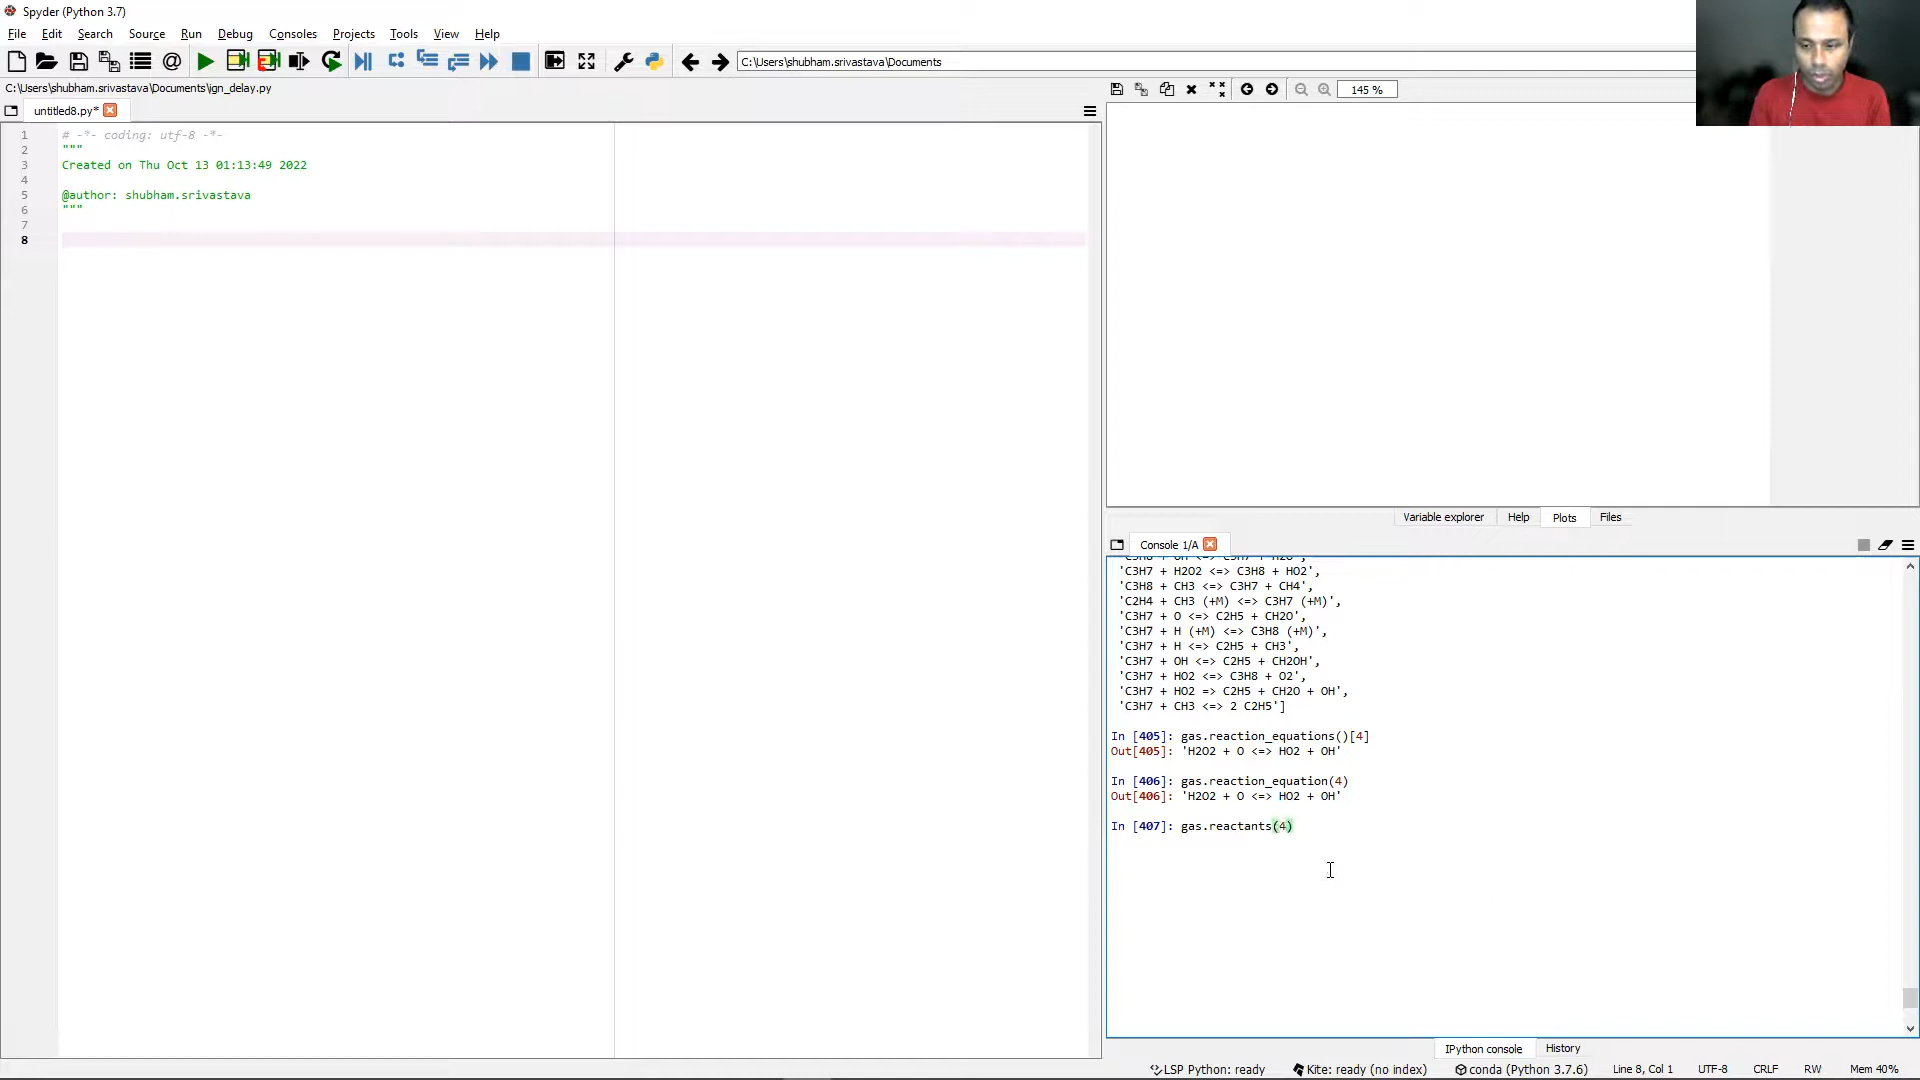 Spyder (Python 3.7)
File Edit Search Source Run Debug Consoles Projects Tools View Help
C:\Users\shubham.srivastava\Documents
C:\Users\shubham.srivastava\Documents\ign_delay.py
145 %
untitled8.py*
1 # -*- coding: utf-8 -*-
2 """
3 Created on Thu Oct 13 01:13:49 2022
4
5 @author: shubham.srivastava
6 """
7
8
Variable explorer Help Plots Files
Console 1/A
'C3H7 + H2O2 <=> C3H8 + HO2',
'C3H8 + CH3 <=> C3H7 + CH4',
'C2H4 + CH3 (+M) <=> C3H7 (+M)',
'C3H7 + O <=> C2H5 + CH2O',
'C3H7 + H (+M) <=> C3H8 (+M)',
'C3H7 + H <=> C2H5 + CH3',
'C3H7 + OH <=> C2H5 + CH2OH',
'C3H7 + HO2 <=> C3H8 + O2',
'C3H7 + HO2 => C2H5 + CH2O + OH',
'C3H7 + CH3 <=> 2 C2H5']
In [405]: gas.reaction_equations()[4]
Out[405]: 'H2O2 + O <=> HO2 + OH'
In [406]: gas.reaction_equation(4)
Out[406]: 'H2O2 + O <=> HO2 + OH'
In [407]: gas.reactants(4)
IPython console History
LSP Python: ready Kite: ready (no index) conda (Python 3.7.6) Line 8, Col 1 UTF-8 CRLF RW Mem 40%